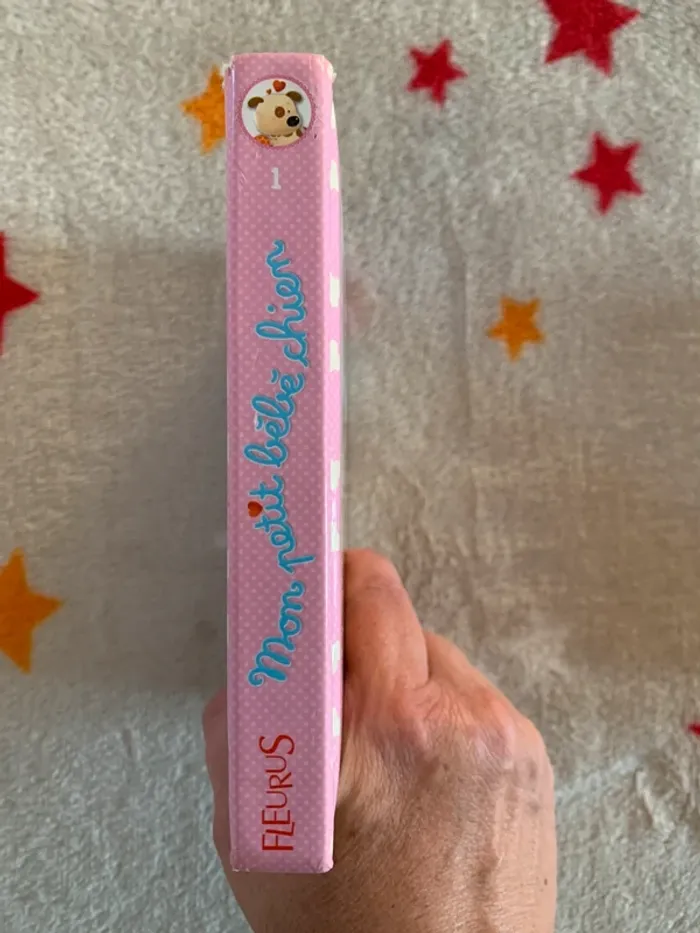 1
Mon petit bébé chien
FLEURUS